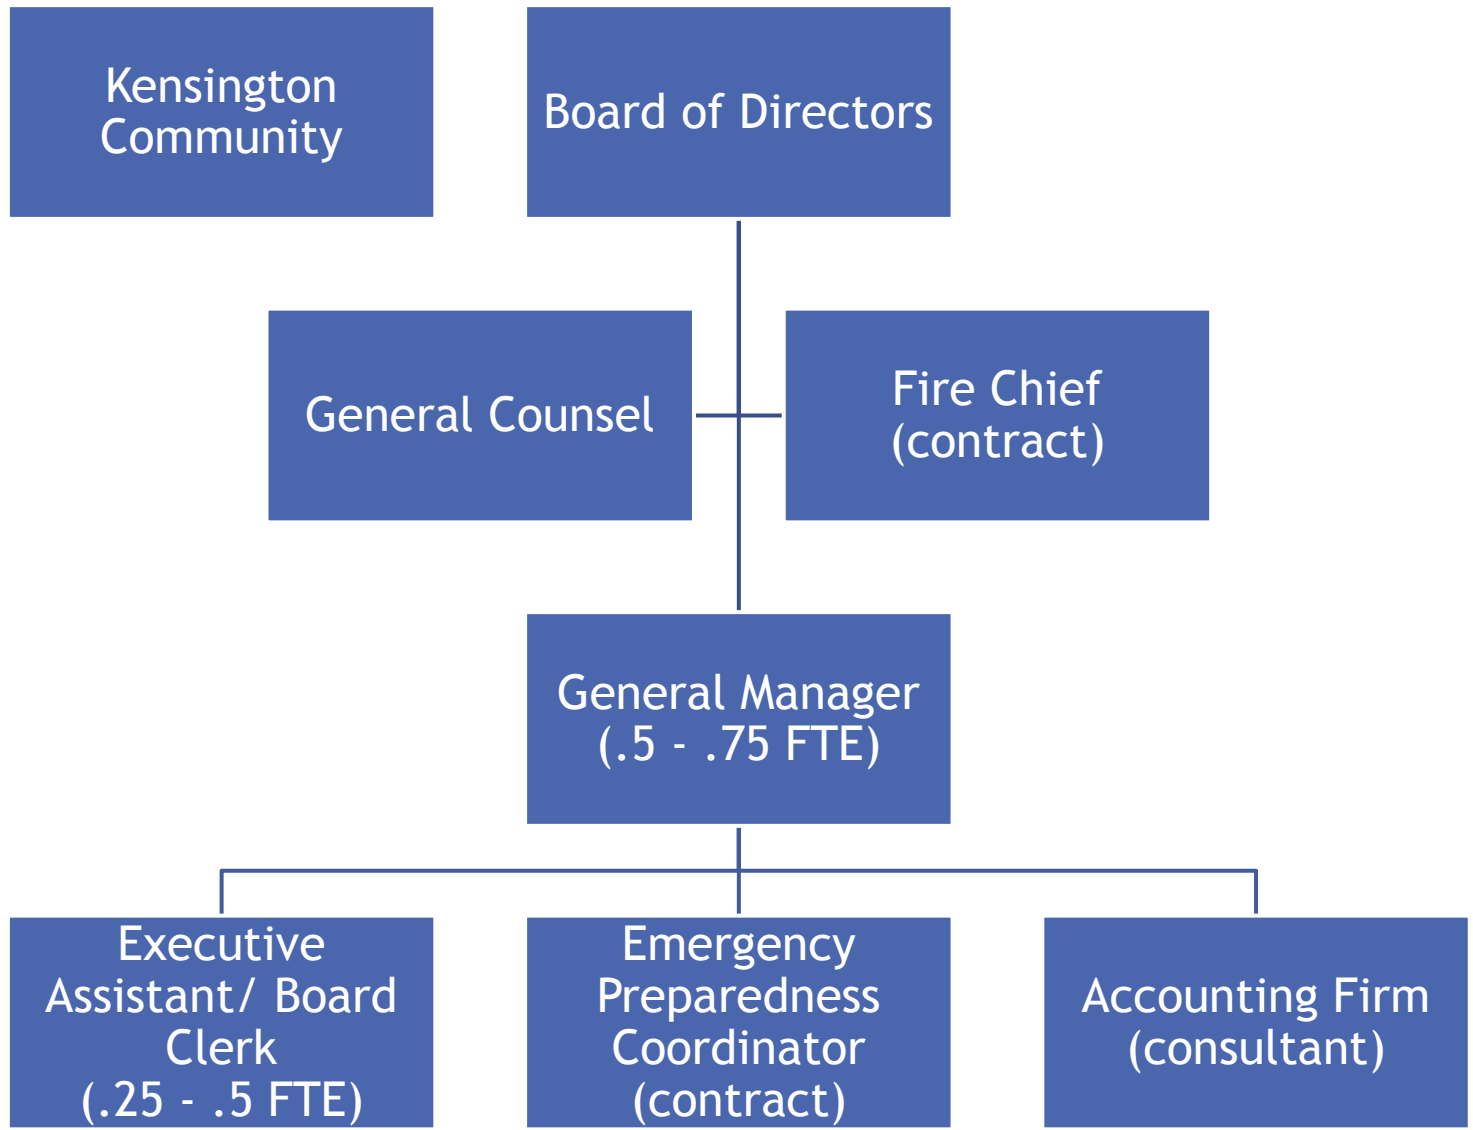 Kensington
Community
Board of Directors
General Counsel
Fire Chief
(contract)
General Manager
(.5 - .75 FTE)
Executive
Assistant/ Board
Clerk
(.25 - .5 FTE)
Emergency
Preparedness
Coordinator
(contract)
Accounting Firm
(consultant)